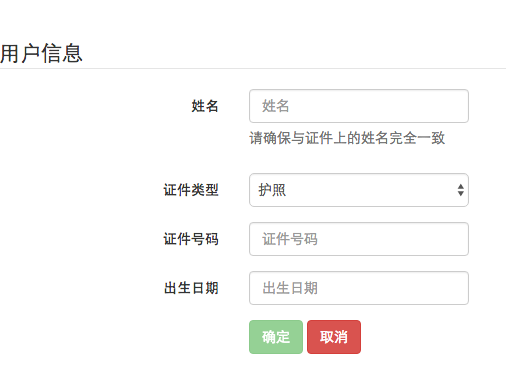 用户信息
姓名 姓名
请确保与证件上的姓名完全一致
证件类型 护照
证件号码 证件号码
出生日期 出生日期
确定 取消